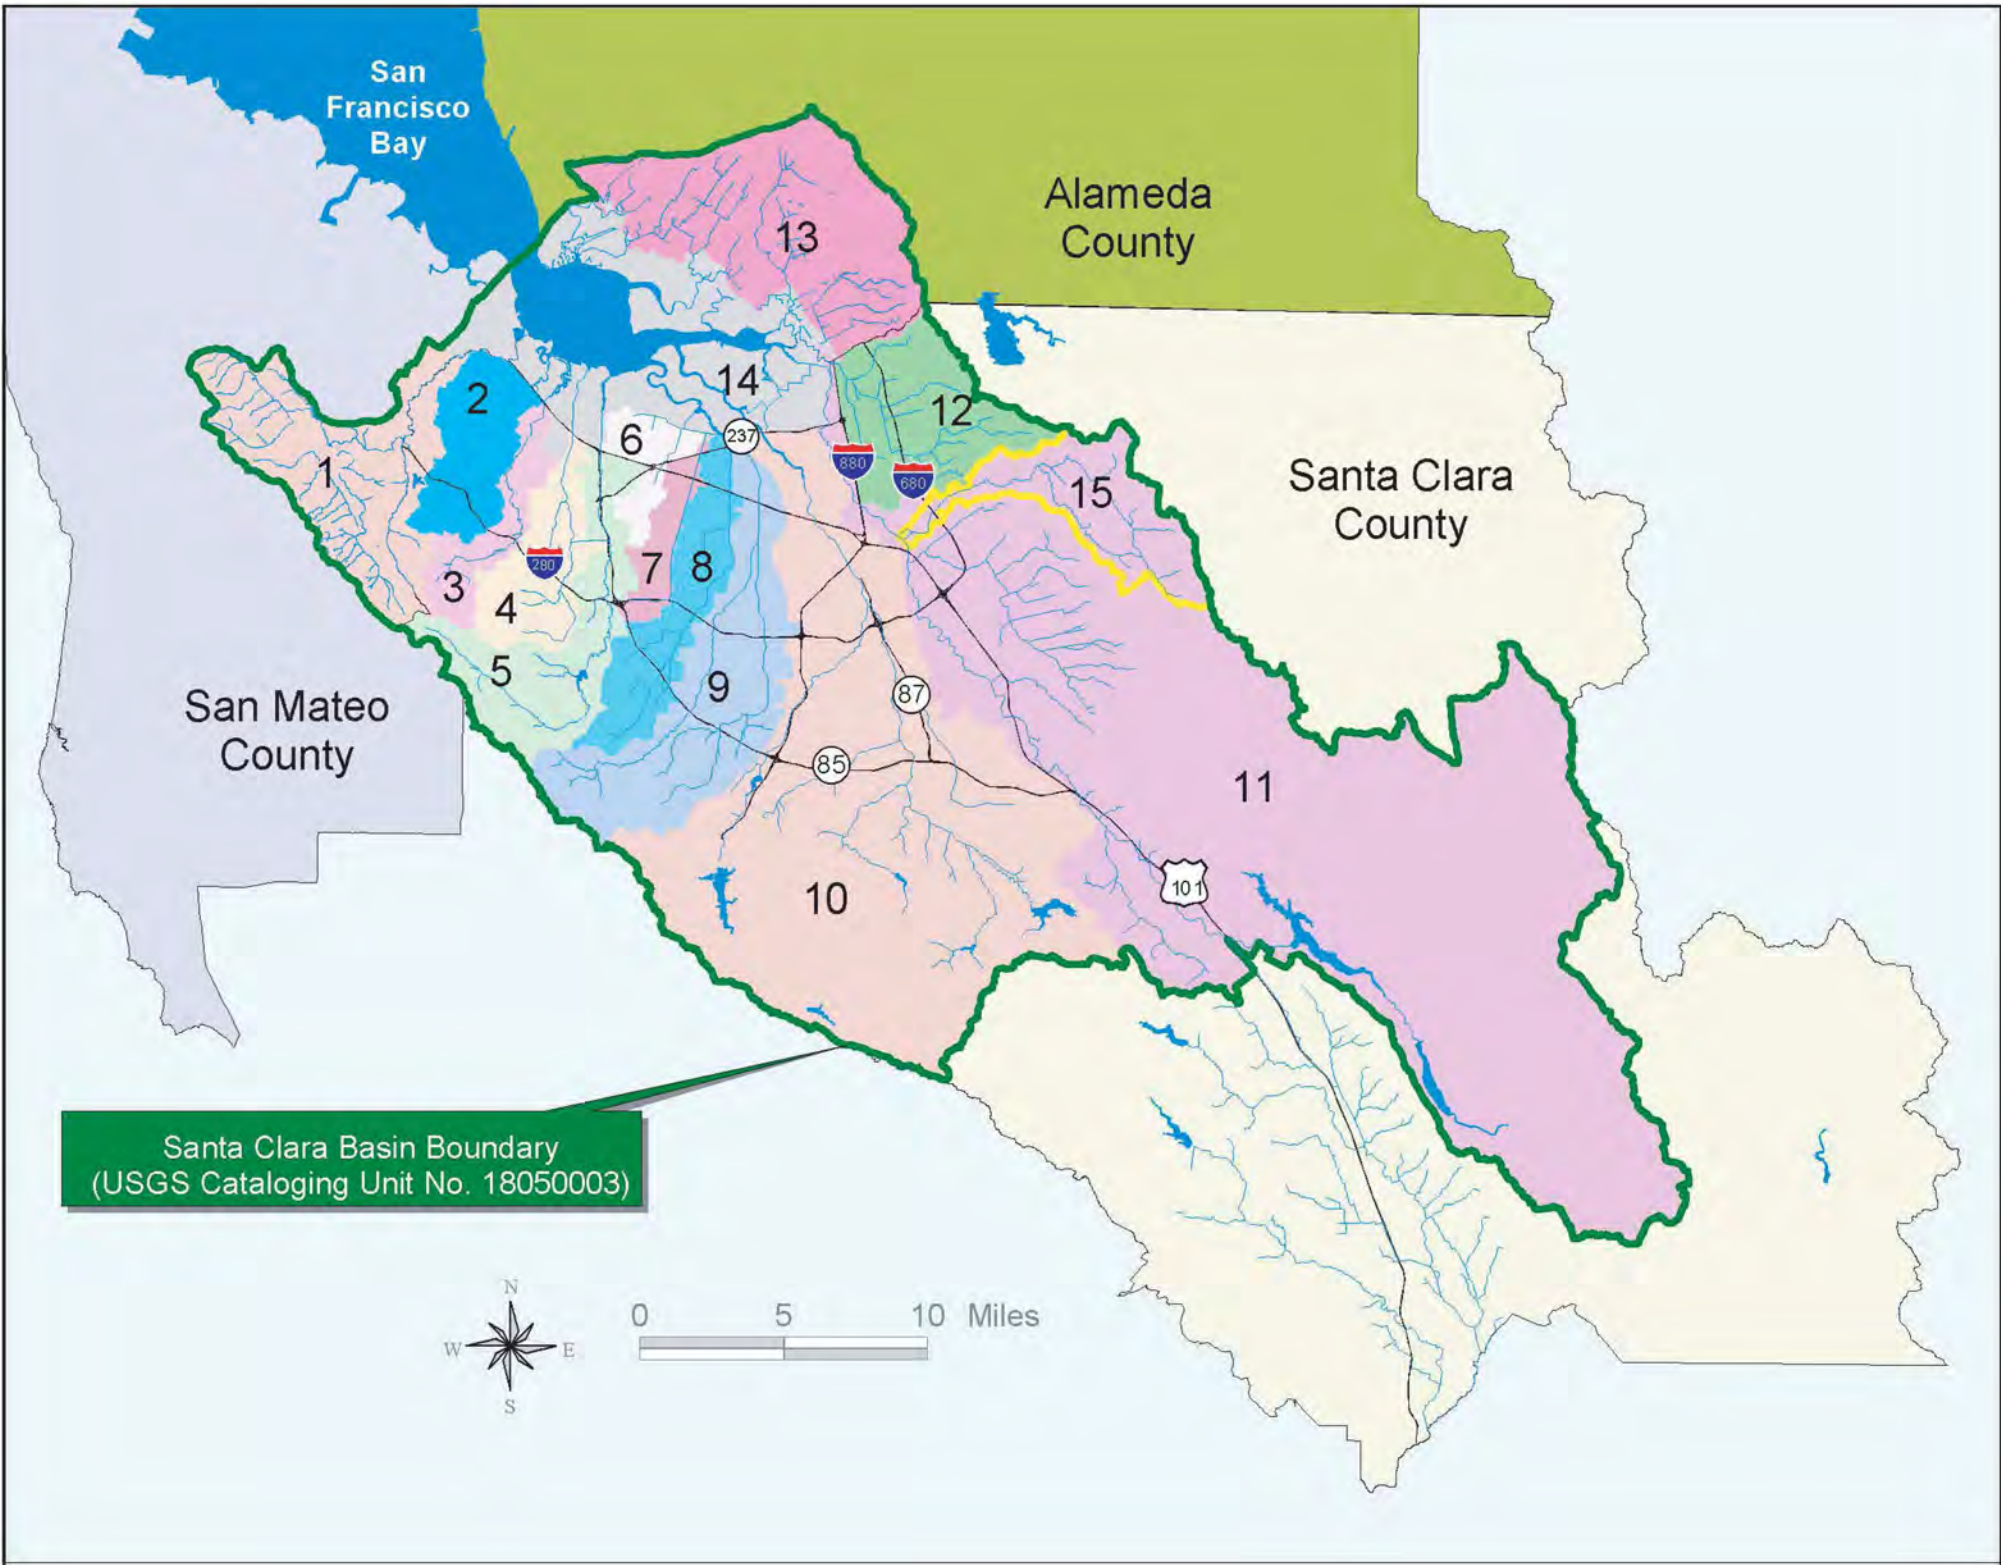 San
Francisco
Bay
Alameda
County
13
2
14
12
6
237
1
880
680
15
Santa Clara
County
280
7
8
3
4
5
9
87
San Mateo
County
85
11
101
10
Santa Clara Basin Boundary
(USGS Cataloging Unit No. 18050003)
N
W
E
S
0 5 10 Miles